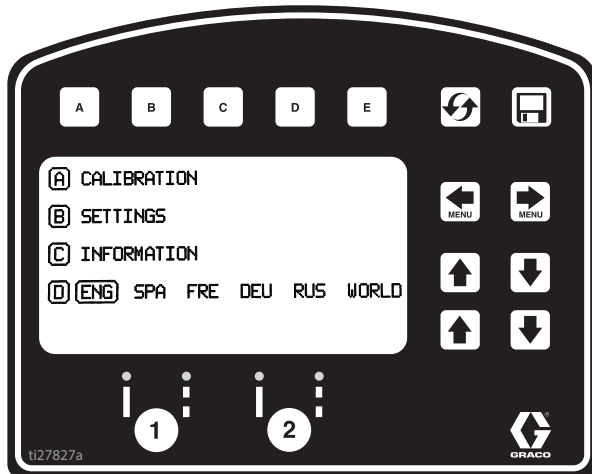 A B C D E
A CALIBRATION
B SETTINGS
C INFORMATION
D ENG SPA FRE DEU RUS WORLD
MENU MENU
1 2
ti27827a
GRACO